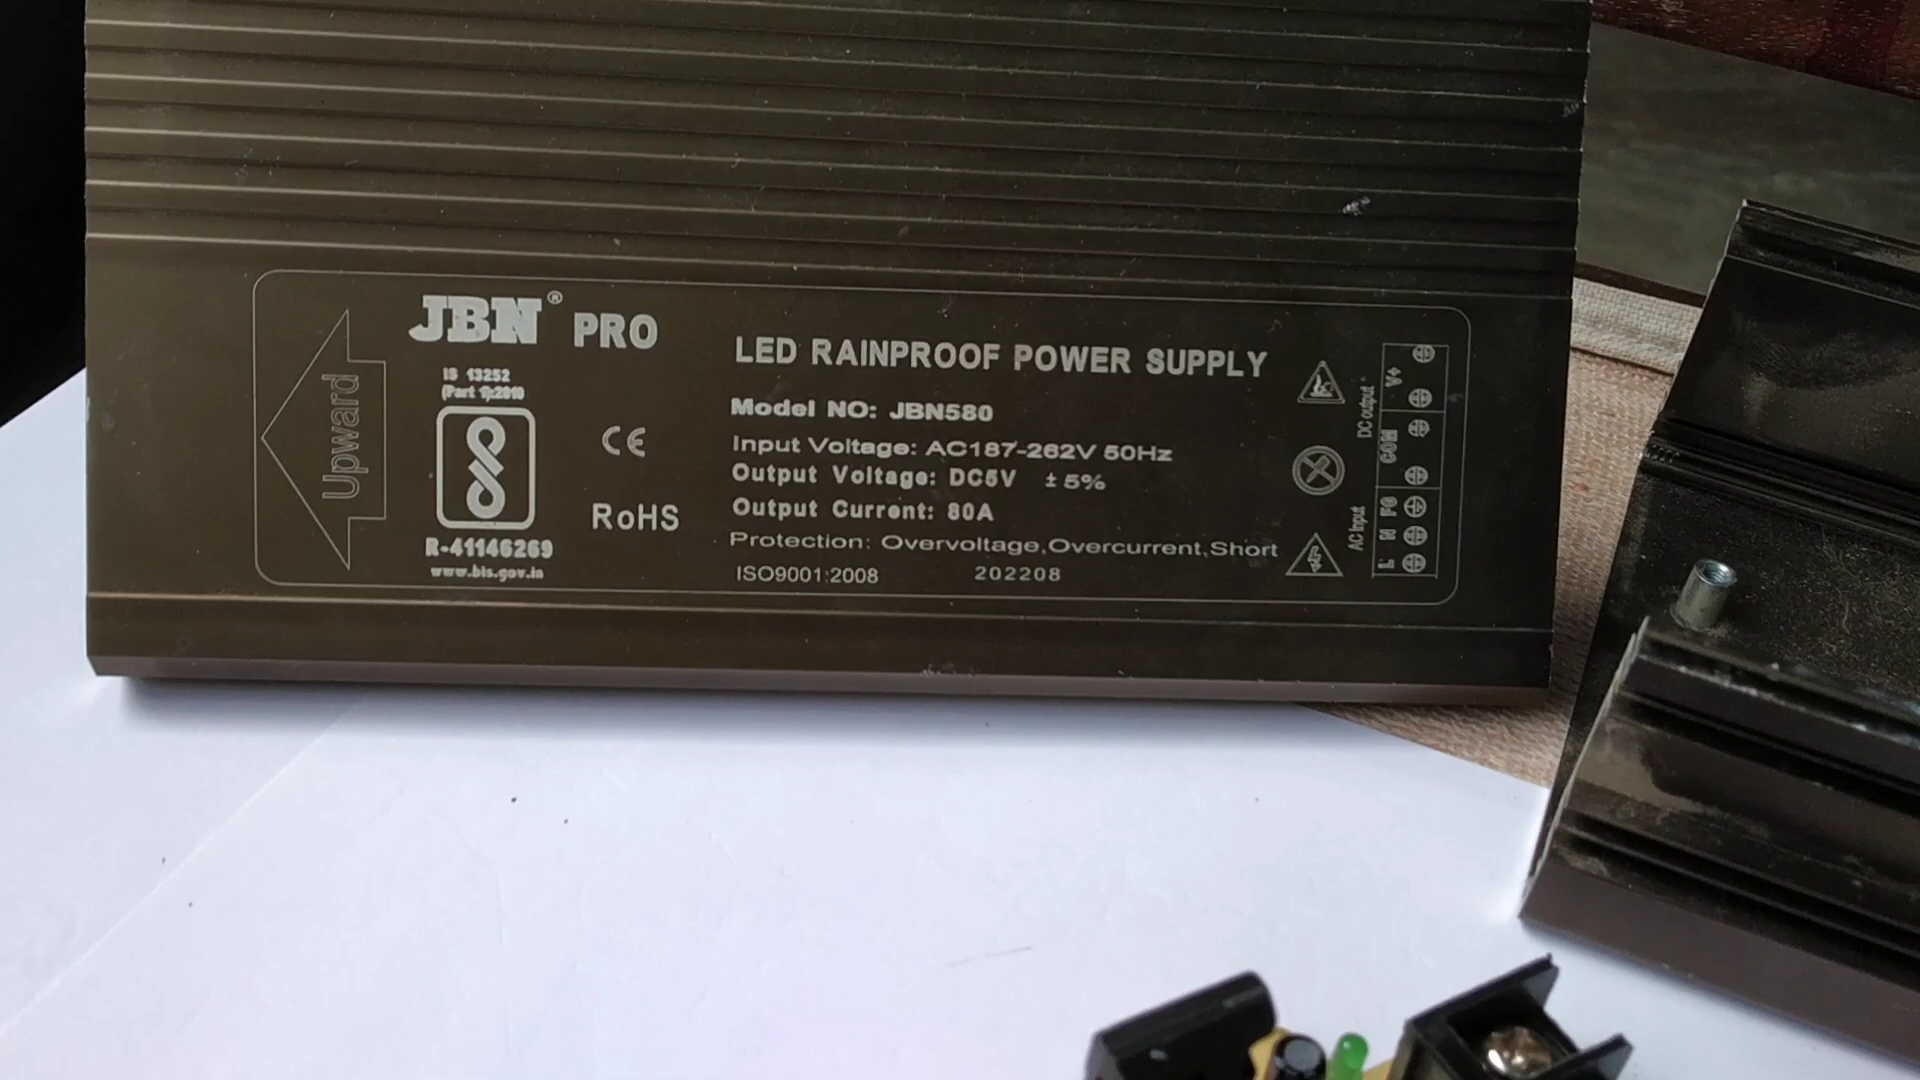 Upward
JBN® PRO
IS 13252
(Part 1):2010
R-41146269
www.bis.gov.in
CE
RoHS
LED RAINPROOF POWER SUPPLY
Model NO: JBN580
Input Voltage: AC187-262V 50Hz
Output Voltage: DC5V ±5%
Output Current: 80A
Protection: Overvoltage,Overcurrent,Short
ISO9001:2008 202208
DC output
AC Input
V+
COM
FG
N
L